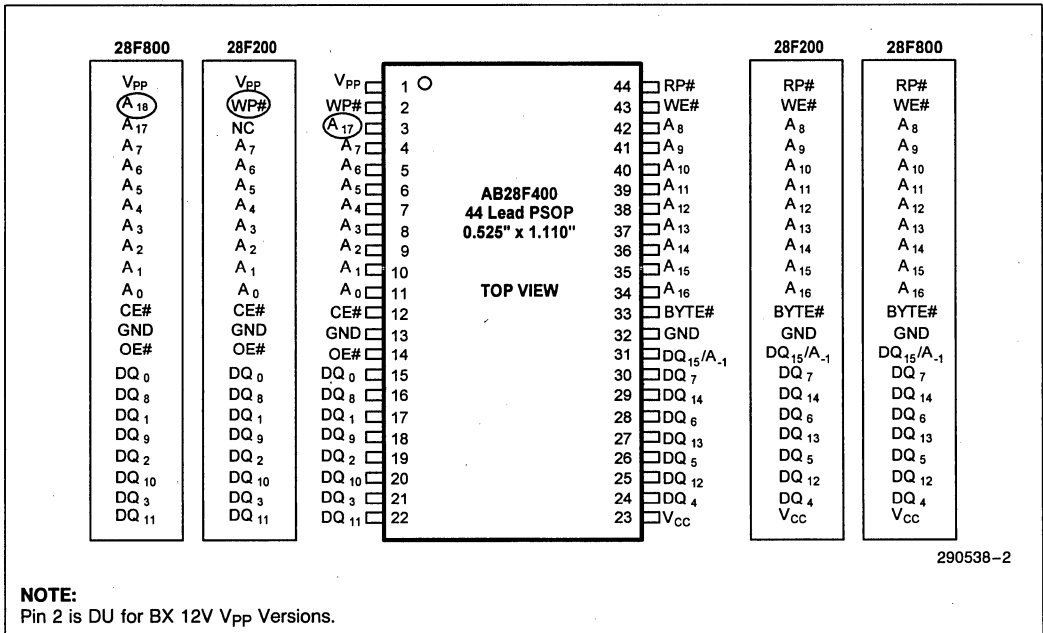 28F800 28F200 28F200 28F800
VPP VPP VPP 1 44 RP# RP# RP#
A18 WP# WP# 2 43 WE# WE# WE#
A17 NC A17 3 42 A8 A8 A8
A7 A7 A7 4 41 A9 A9 A9
A6 A6 A6 5 40 A10 A10 A10
A5 A5 A5 6 AB28F400 39 A11 A11 A11
A4 A4 A4 7 44 Lead PSOP 38 A12 A12 A12
A3 A3 A3 8 0.525" x 1.110" 37 A13 A13 A13
A2 A2 A2 9 36 A14 A14 A14
A1 A1 A1 10 35 A15 A15 A15
A0 A0 A0 11 TOP VIEW 34 A16 A16 A16
CE# CE# CE# 12 33 BYTE# BYTE# BYTE#
GND GND GND 13 32 GND GND GND
OE# OE# OE# 14 31 DQ15/A-1 DQ15/A-1 DQ15/A-1
DQ0 DQ0 DQ0 15 30 DQ7 DQ7 DQ7
DQ8 DQ8 DQ8 16 29 DQ14 DQ14 DQ14
DQ1 DQ1 DQ1 17 28 DQ6 DQ6 DQ6
DQ9 DQ9 DQ9 18 27 DQ13 DQ13 DQ13
DQ2 DQ2 DQ2 19 26 DQ5 DQ5 DQ5
DQ10 DQ10 DQ10 20 25 DQ12 DQ12 DQ12
DQ3 DQ3 DQ3 21 24 DQ4 DQ4 DQ4
DQ11 DQ11 DQ11 22 23 VCC VCC VCC
290538-2
NOTE:
Pin 2 is DU for BX 12V VPP Versions.